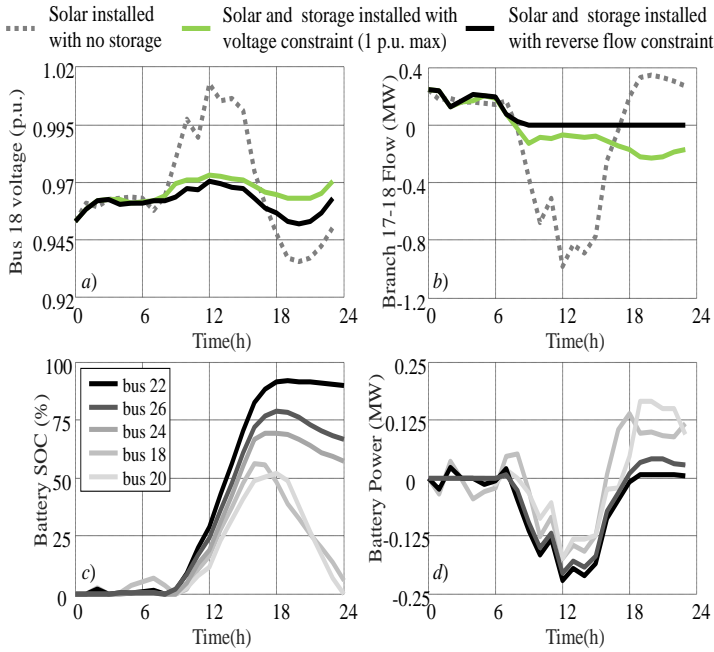 Solar installed
with no storage
Solar and storage installed with
voltage constraint (1 p.u. max)
Solar and storage installed
with reverse flow constraint
Bus 18 voltage (p.u.)
1.02
0.995
0.97
0.945
0.92
a)
0
6
12
18
24
Time(h)
Branch 17-18 Flow (MW)
0.4
0
-0.4
-0.8
-1.2
b)
0
6
12
18
24
Time(h)
Battery SOC (%)
100
75
50
25
0
bus 22
bus 26
bus 24
bus 18
bus 20
c)
0
6
12
18
24
Time(h)
Battery Power (MW)
0.25
0.125
0
-0.125
-0.25
d)
0
6
12
18
24
Time(h)